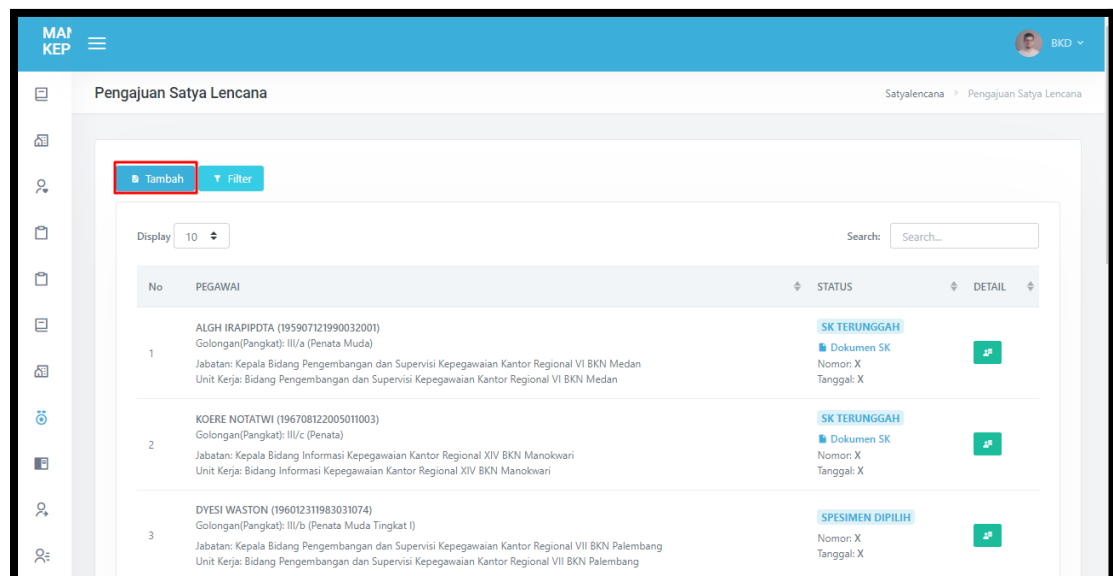 MAN
KEP
BKD
Pengajuan Satya Lencana
Satyalencana > Pengajuan Satya Lencana
Tambah
Filter
Display 10
Search: Search...
No PEGAWAI STATUS DETAIL
ALGH IRAPIPDTA (195907121990032001)
SK TERUNGGAH
Golongan(Pangkat): III/a (Penata Muda)
Dokumen SK
1
Jabatan: Kepala Bidang Pengembangan dan Supervisi Kepegawaian Kantor Regional VI BKN Medan
Nomor: X
Unit Kerja: Bidang Pengembangan dan Supervisi Kepegawaian Kantor Regional VI BKN Medan
Tanggal: X
KOERE NOTATWI (196708122005011003)
SK TERUNGGAH
Golongan(Pangkat): III/c (Penata)
Dokumen SK
2
Jabatan: Kepala Bidang Informasi Kepegawaian Kantor Regional XIV BKN Manokwari
Nomor: X
Unit Kerja: Bidang Informasi Kepegawaian Kantor Regional XIV BKN Manokwari
Tanggal: X
DYESI WASTON (196012311983031074)
SPESIMEN DIPILIH
Golongan(Pangkat): III/b (Penata Muda Tingkat I)
3
Nomor: X
Jabatan: Kepala Bidang Pengembangan dan Supervisi Kepegawaian Kantor Regional VII BKN Palembang
Tanggal: X
Unit Kerja: Bidang Pengembangan dan Supervisi Kepegawaian Kantor Regional VII BKN Palembang